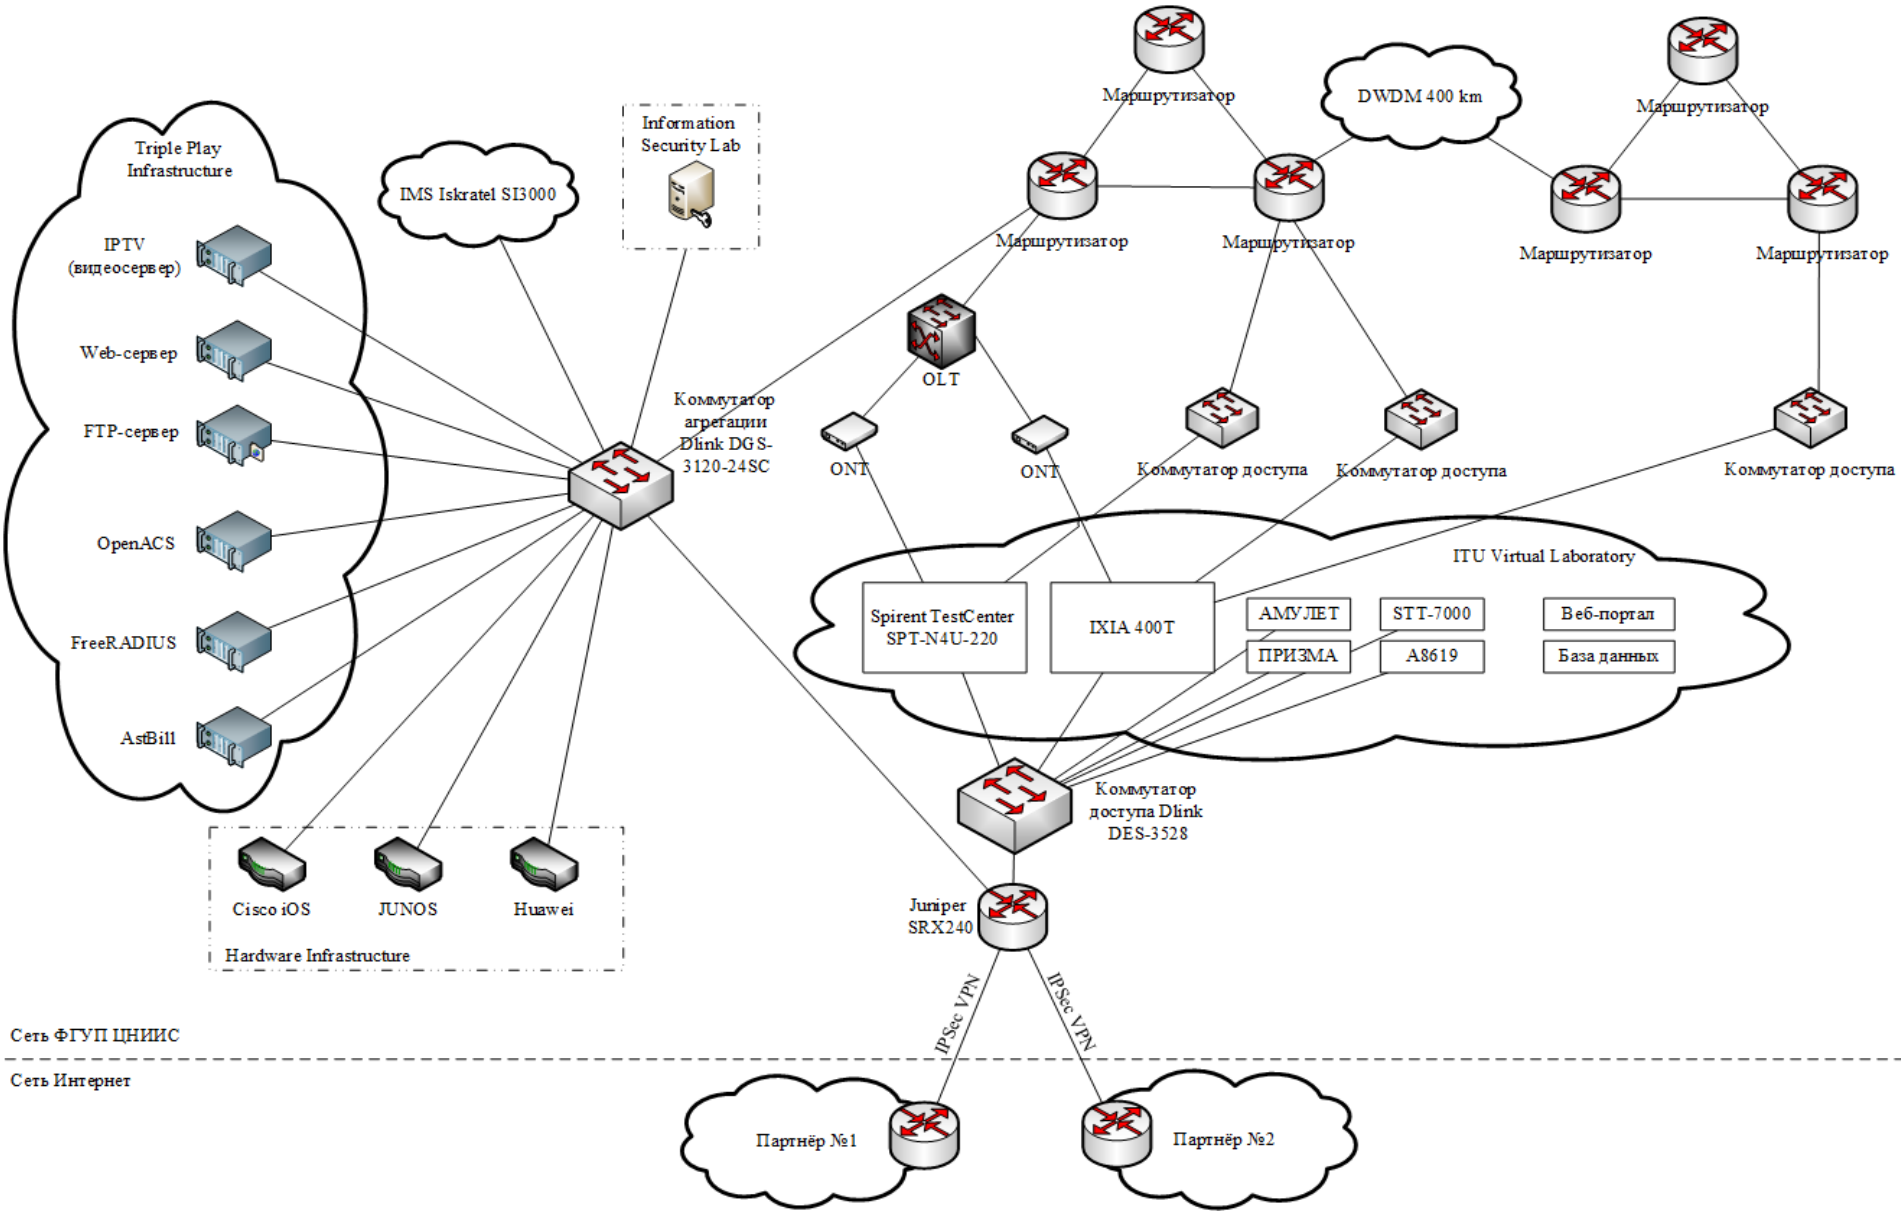 Triple Play
Infrastructure
IPTV
(видеосервер)
Web-сервер
FTP-сервер
OpenACS
FreeRADIUS
AstBill
IMS Iskratel SI3000
Information
Security Lab
Коммутатор
агрегации
Dlink DGS-
3120-24SC
Cisco iOS
JUNOS
Huawei
Hardware Infrastructure
Маршрутизатор
Маршрутизатор
Маршрутизатор
DWDM 400 km
Маршрутизатор
Маршрутизатор
Маршрутизатор
OLT
ONT
ONT
Коммутатор доступа
Коммутатор доступа
Коммутатор доступа
ITU Virtual Laboratory
Spirent TestCenter
SPT-N4U-220
IXIA 400T
АМУЛЕТ
STT-7000
Веб-портал
ПРИЗМА
A8619
База данных
Коммутатор
доступа Dlink
DES-3528
Juniper
SRX240
IPSec VPN
IPSec VPN
Сеть ФГУП ЦНИИС
Сеть Интернет
Партнёр №1
Партнёр №2